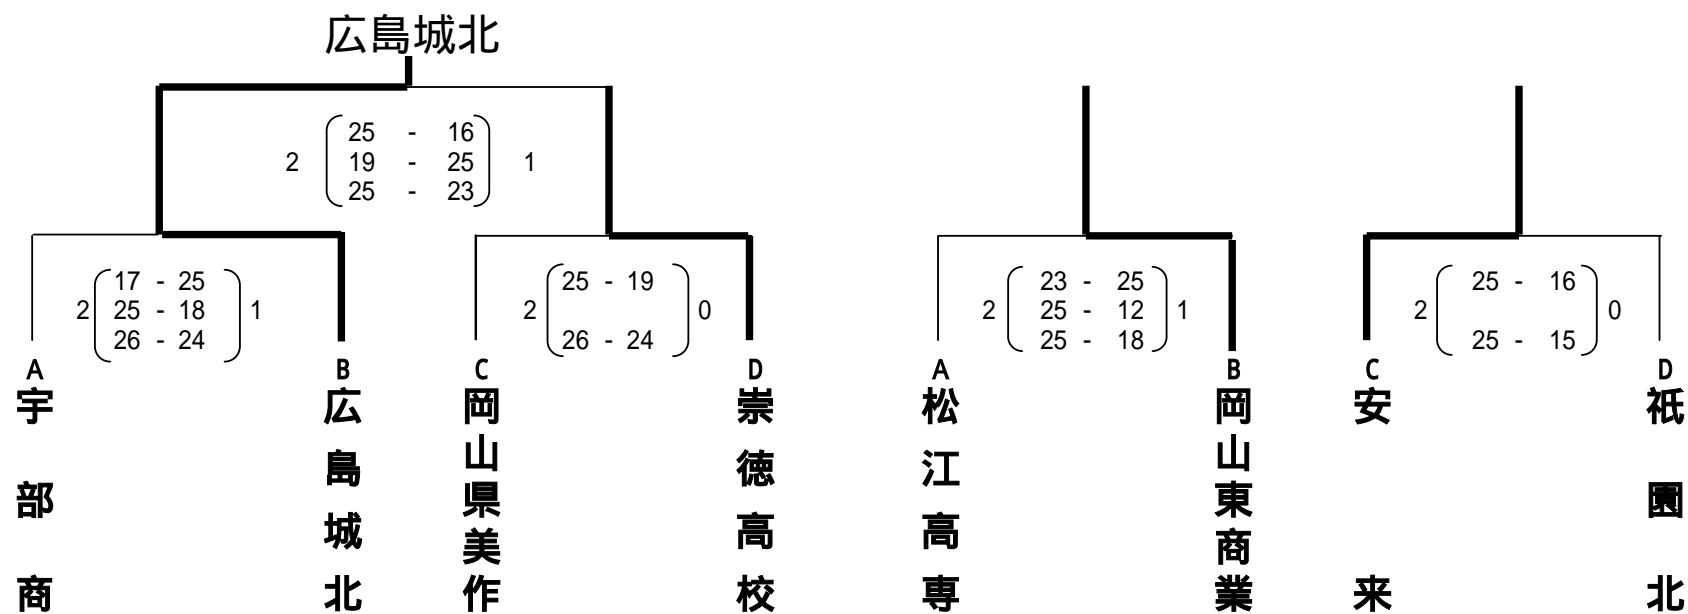 広島城北
25 - 16
2 19 - 25 1
25 - 23
17 - 25
2 25 - 18 1
26 - 24
25 - 19
2 0
26 - 24
23 - 25
2 25 - 12 1
25 - 18
25 - 16
2 0
25 - 15
A B C D A B C D
宇部商
広島城北
岡山県美作
崇徳高校
松江高専
岡山東商業
安来
祇園北